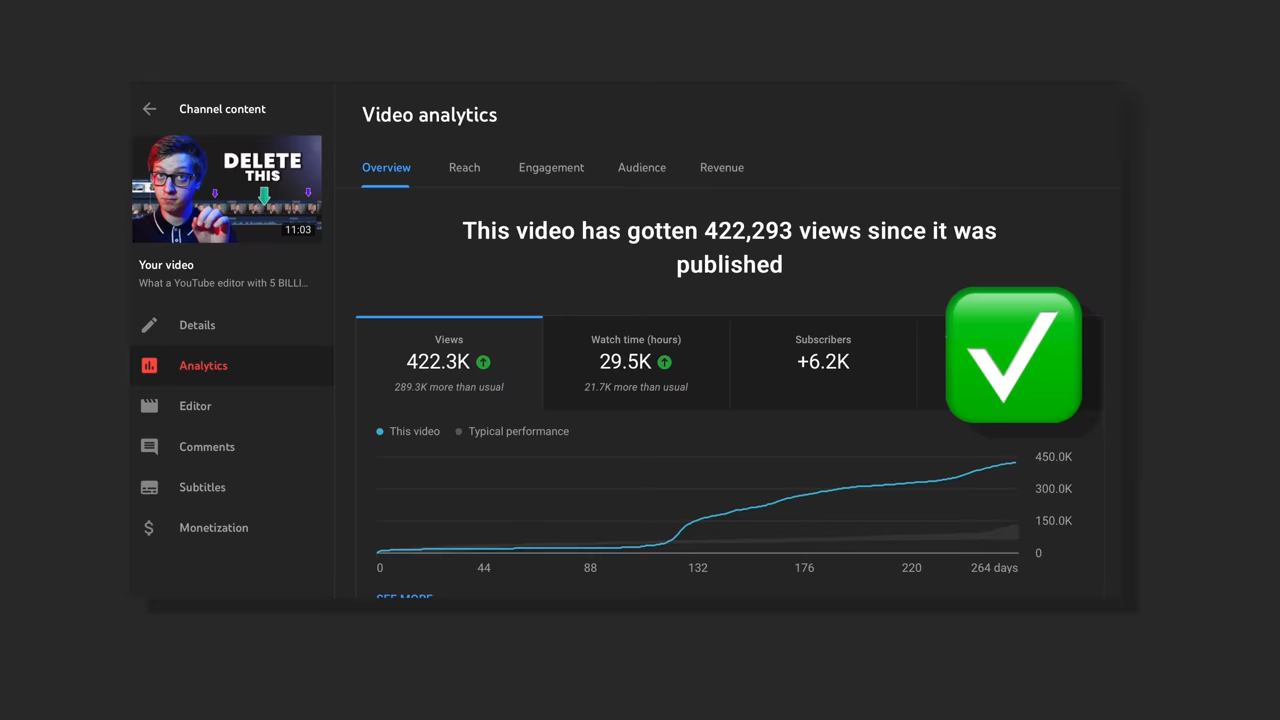 Channel content
DELETE
THIS
11:03
Your video
What a YouTube editor with 5 BILLI...
Details
Analytics
Editor
Comments
Subtitles
Monetization
Video analytics
Overview Reach Engagement Audience Revenue
This video has gotten 422,293 views since it was
published
Views
422.3K
289.3K more than usual
Watch time (hours)
29.5K
21.7K more than usual
Subscribers
+6.2K
This video Typical performance
450.0K
300.0K
150.0K
0
0 44 88 132 176 220 264 days
SEE MORE